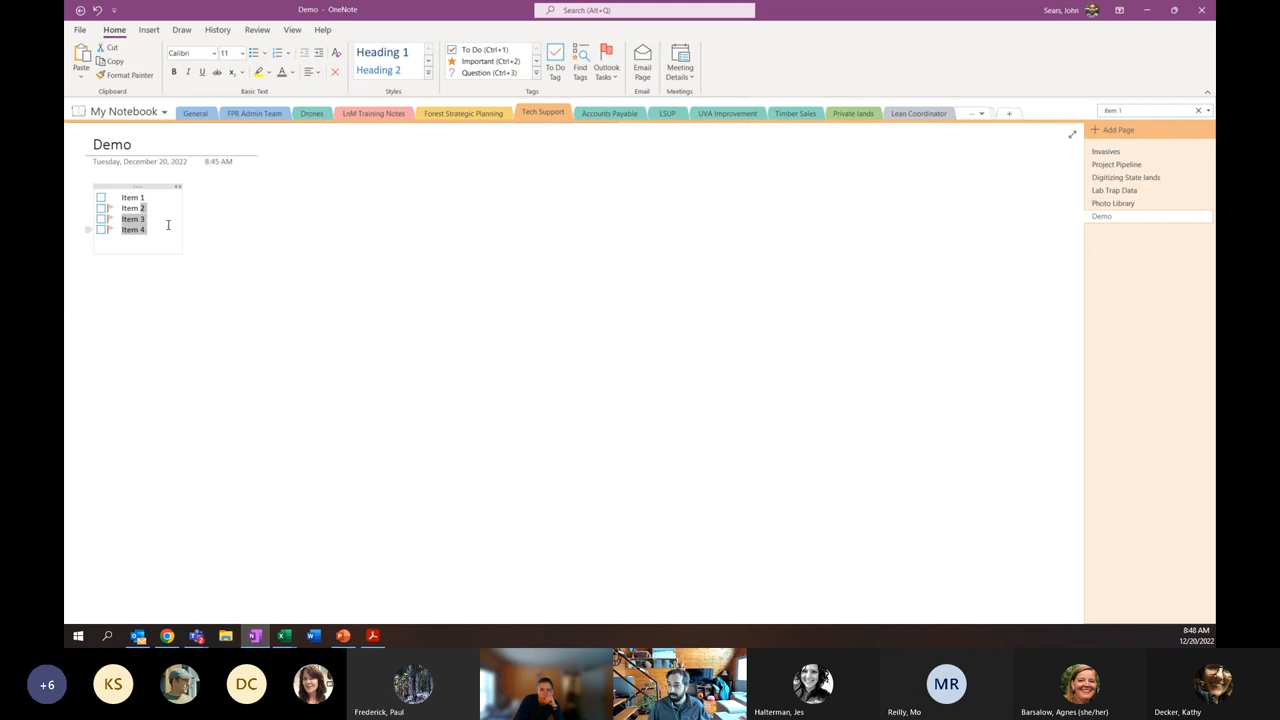 Demo - OneNote
Search (Alt+Q)
Sears, John
File Home Insert Draw History Review View Help
Paste
Cut
Copy
Format Painter
Clipboard
Calibri 11
B I U ab x
A
Basic Text
Heading 1
Heading 2
Styles
To Do (Ctrl+1)
Important (Ctrl+2)
? Question (Ctrl+3)
To Do Tag
Find Tags
Outlook Tasks
Tags
Email Page
Email
Meeting Details
Meetings
My Notebook General FPR Admin Team Drones LnM Training Notes Forest Strategic Planning Tech Support Accounts Payable LSUP UVA Improvement Timber Sales Private lands Lean Coordinator ... +
Item 1
Add Page
Invasives
Project Pipeline
Digitizing State lands
Lab Trap Data
Photo Library
Demo
Demo
Tuesday, December 20, 2022 8:45 AM
Item 1
Item 2
Item 3
Item 4
8:48 AM
12/20/2022
+6
KS
DC
Frederick, Paul
Halterman, Jes
MR
Reilly, Mo
Barsalow, Agnes (she/her)
Decker, Kathy